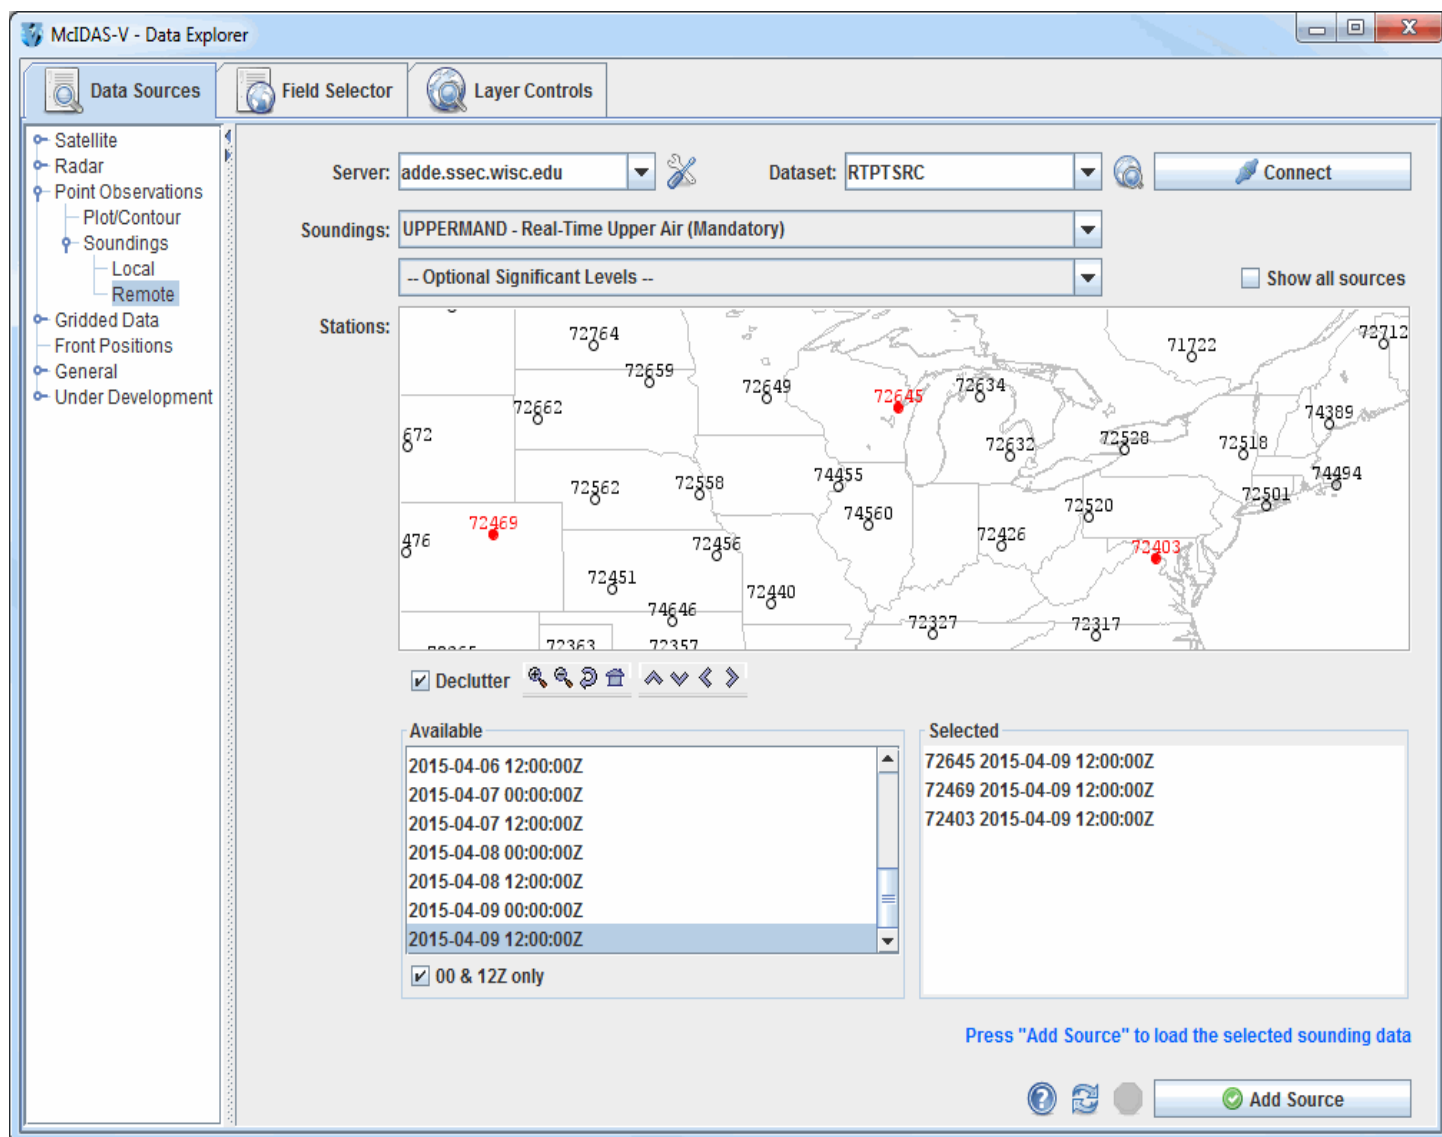 McIDAS-V - Data Explorer
Data Sources
Field Selector
Layer Controls
Satellite
Radar
Point Observations
Plot/Contour
Soundings
Local
Remote
Gridded Data
Front Positions
General
Under Development
Server: adde.ssec.wisc.edu
Dataset: RTPTSRC
Connect
Soundings: UPPERMAND - Real-Time Upper Air (Mandatory)
-- Optional Significant Levels --
Show all sources
Stations:
72764
71722
72712
72659
72649
72645
72634
72662
74389
672
72632
72528
72518
72562
72558
74455
74494
72501
72469
74560
72520
476
72456
72426
72403
72451
72440
74646
72327
72317
72363
72357
Declutter
Available
2015-04-06 12:00:00Z
2015-04-07 00:00:00Z
2015-04-07 12:00:00Z
2015-04-08 00:00:00Z
2015-04-08 12:00:00Z
2015-04-09 00:00:00Z
2015-04-09 12:00:00Z
00 & 12Z only
Selected
72645 2015-04-09 12:00:00Z
72469 2015-04-09 12:00:00Z
72403 2015-04-09 12:00:00Z
Press "Add Source" to load the selected sounding data
Add Source